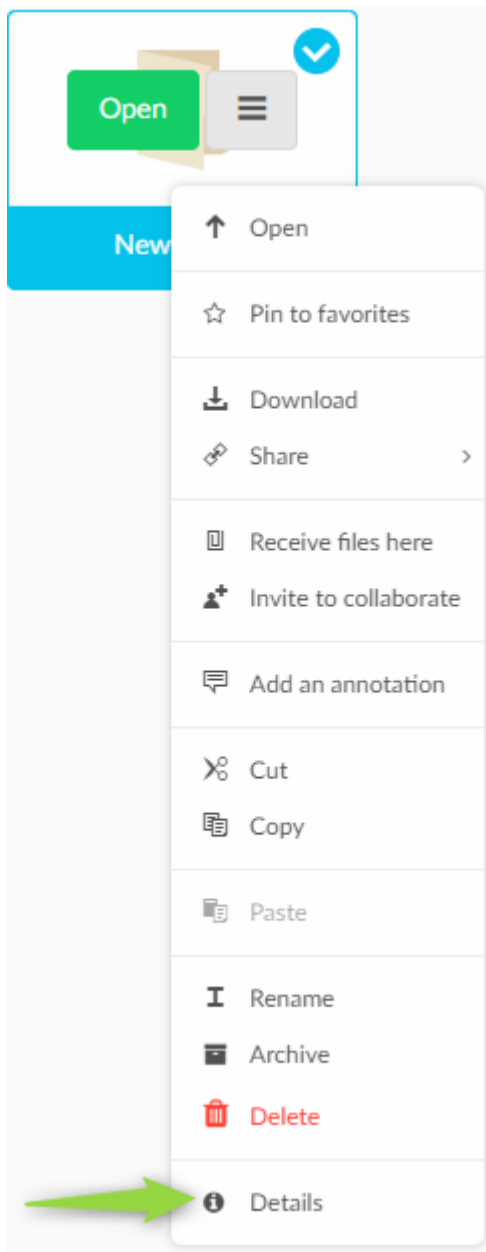 Open
New
Open
Pin to favorites
Download
Share
Receive files here
Invite to collaborate
Add an annotation
Cut
Copy
Paste
Rename
Archive
Delete
Details